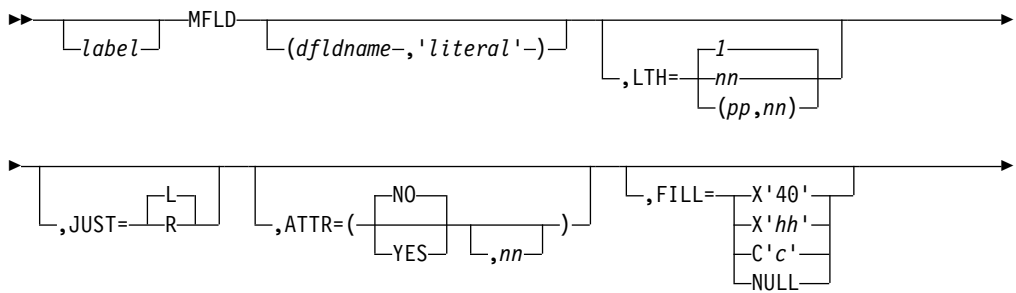 MFLD
label
(dfldname ,'literal' )
,LTH=
1
nn
(pp,nn)
,JUST=
L
R
,ATTR=(
NO
YES
,nn
)
,FILL=
X'40'
X'hh'
C'c'
NULL